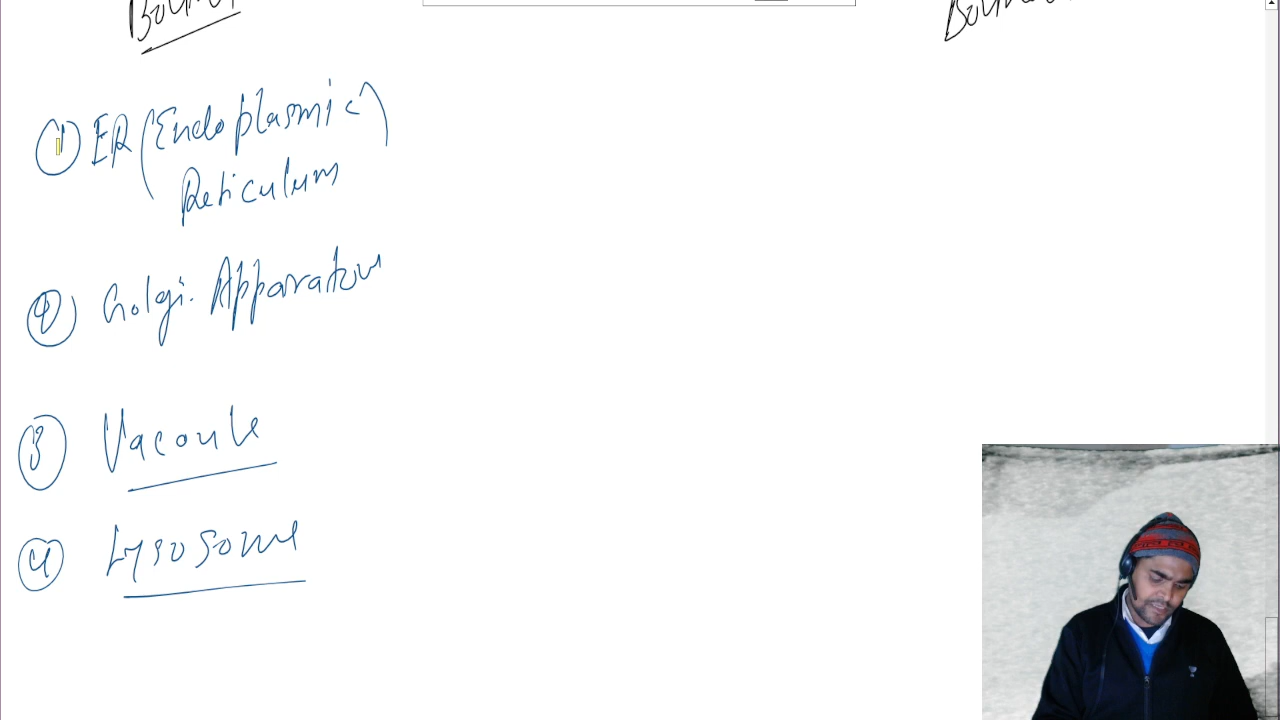 ① ER (Endoplasmic)
Reticulum
② Golgi. Apparatus
③ Vacoule
④ Lysosome